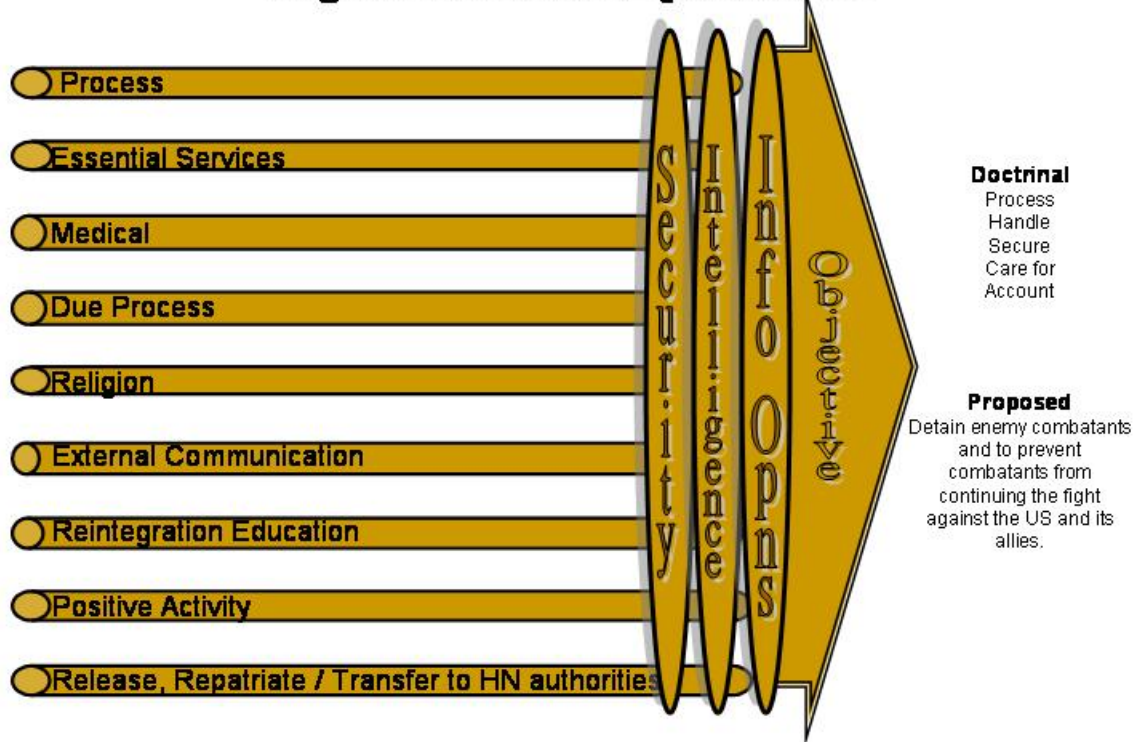 Process
Essential Services
Medical
Due Process
Religion
External Communication
Reintegration Education
Positive Activity
Release, Repatriate / Transfer to HN authorities
Security
Intelligence
Info Opns
Objective
Doctrinal
Process
Handle
Secure
Care for
Account
Proposed
Detain enemy combatants
and to prevent
combatants from
continuing the fight
against the US and its
allies.